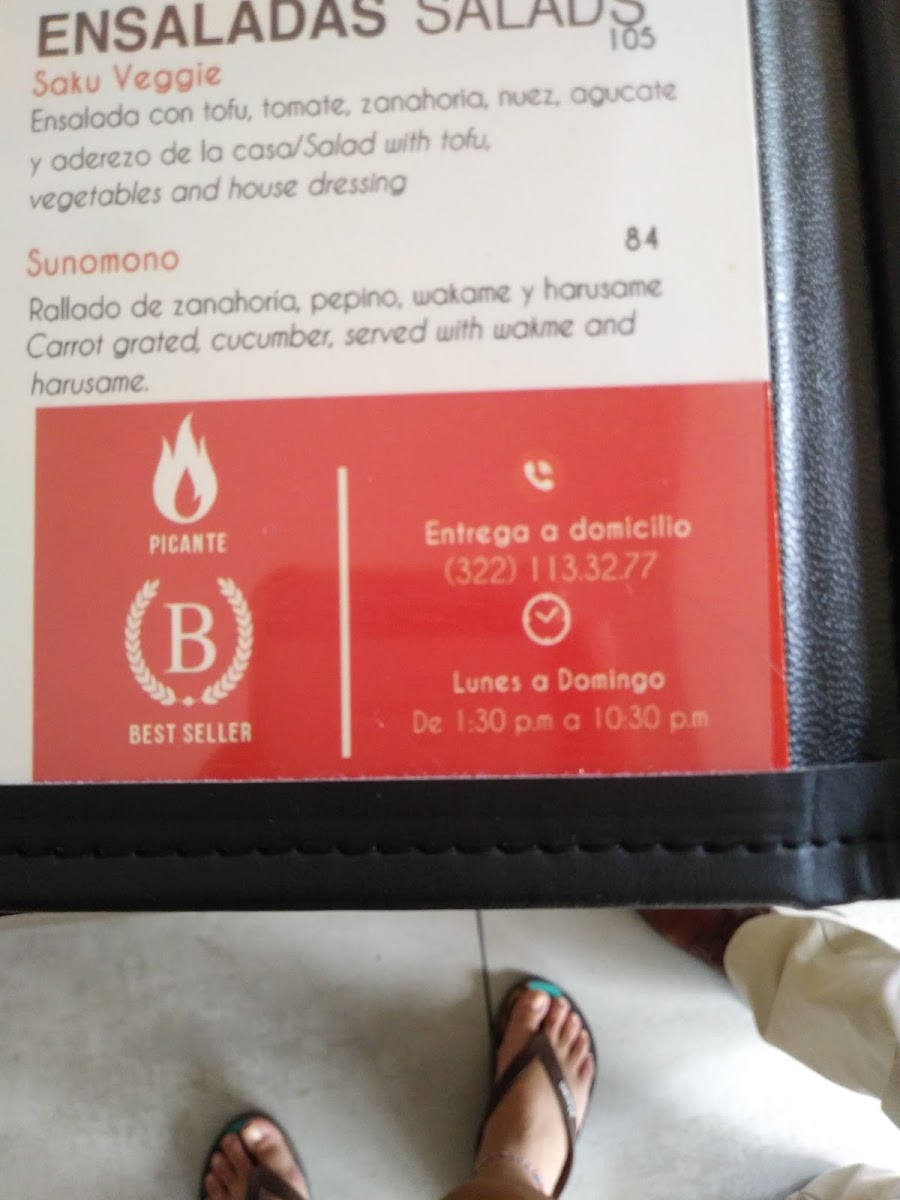 ENSALADAS SALADS
105
Saku Veggie
Ensalada con tofu, tomate, zanahoria, nuez, agucate
y aderezo de la casa/Salad with tofu,
vegetables and house dressing
84
Sunomono
Rallado de zanahoria, pepino, wakame y harusame
Carrot grated, cucumber, served with wakme and
harusame.
PICANTE
B
BEST SELLER
Entrega a domicilio
(322) 113.32.77
Lunes a Domingo
De 1:30 p.m a 10:30 p.m